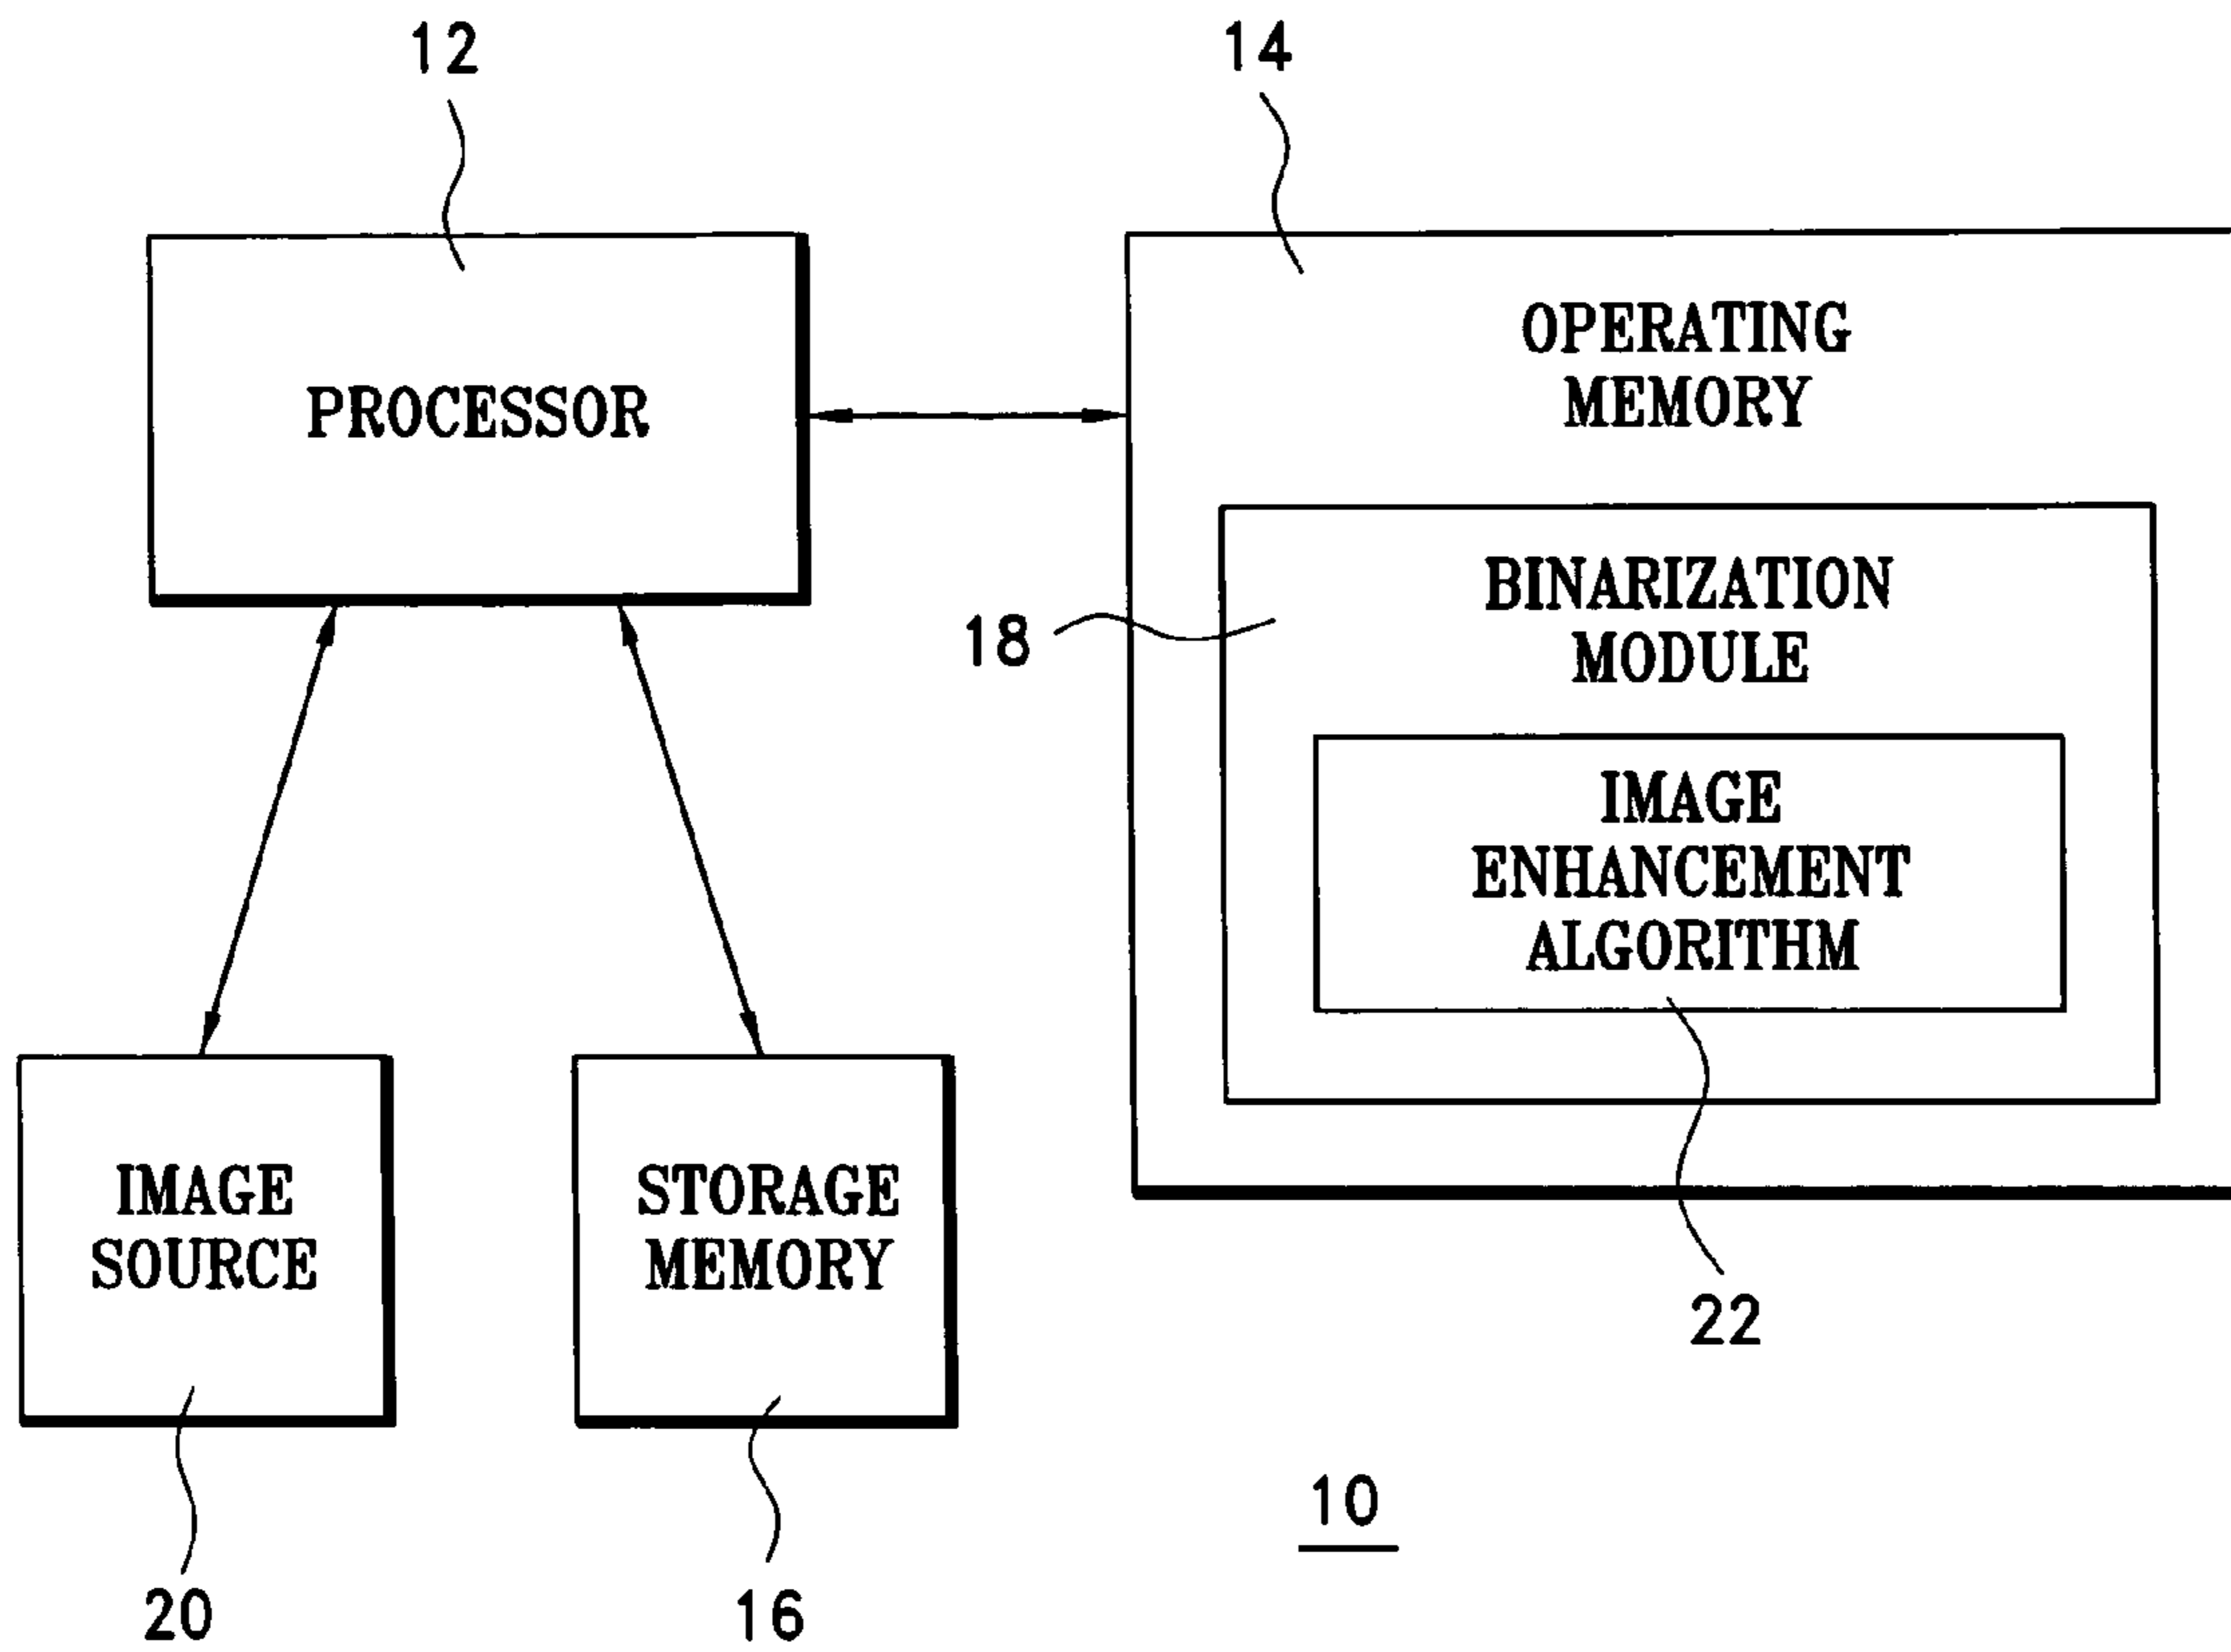 12
14
PROCESSOR
OPERATING
MEMORY
18
BINARIZATION
MODULE
IMAGE
ENHANCEMENT
ALGORITHM
IMAGE
SOURCE
STORAGE
MEMORY
22
10
20
16